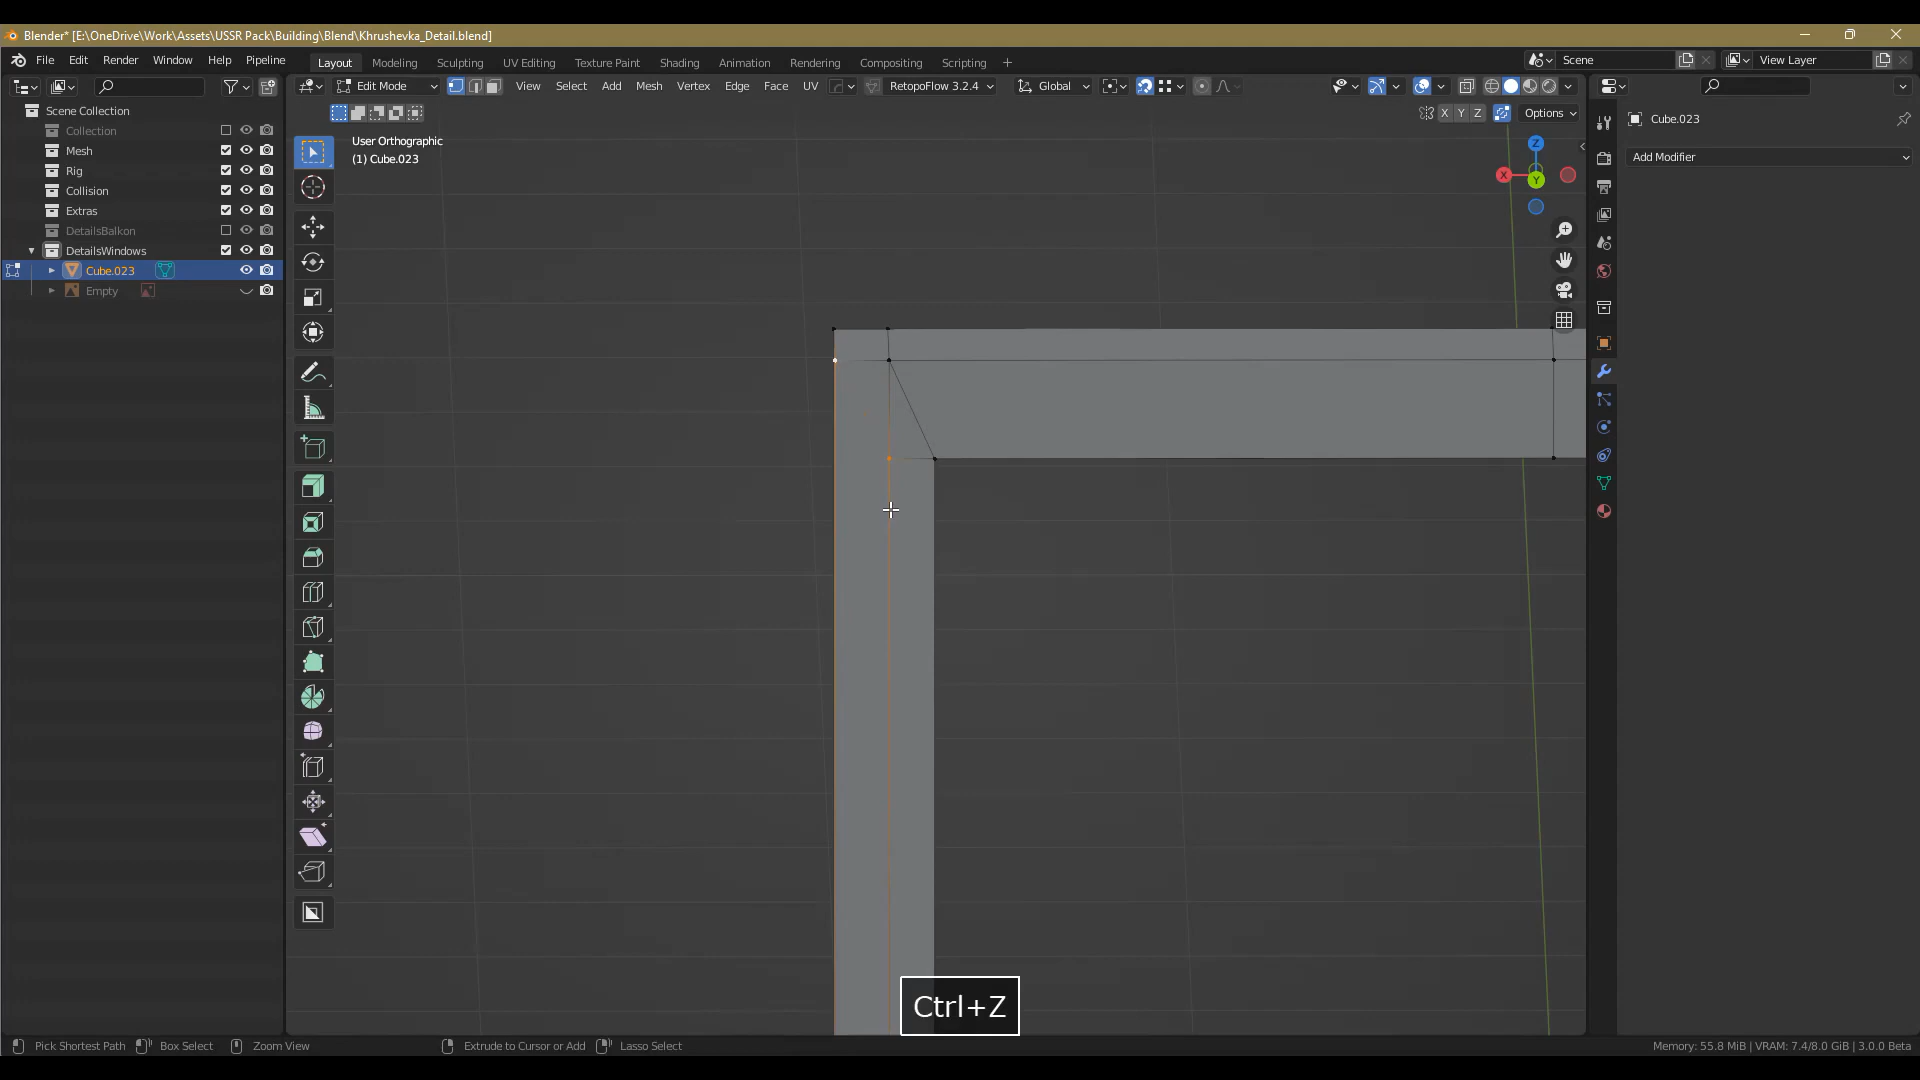 Blender* [E:\OneDrive\Work\Assets\USSR Pack\Building\Blend\Khrushevka_Detail.blend]
File Edit Render Window Help Pipeline Layout Modeling Sculpting UV Editing Texture Paint Shading Animation Rendering Compositing Scripting + Scene View Layer
Edit Mode View Select Add Mesh Vertex Edge Face UV RetopoFlow 3.2.4 Global
X Y Z Options
Scene Collection
Collection
Mesh
Rig
Collision
Extras
DetailsBalkon
DetailsWindows
Cube.023
Empty
User Orthographic
(1) Cube.023
Z
X
Y
Cube.023
Add Modifier
Ctrl+Z
Pick Shortest Path Box Select Zoom View Extrude to Cursor or Add Lasso Select Memory: 55.8 MiB | VRAM: 7.4/8.0 GiB | 3.0.0 Beta